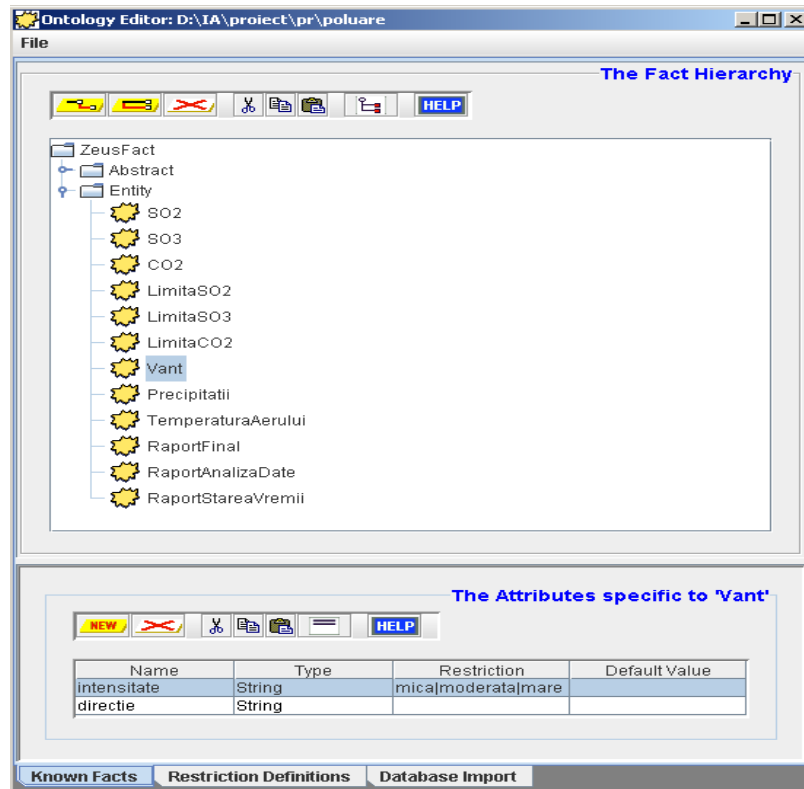 Ontology Editor: D:\IA\proiect\pr\poluare
File
The Fact Hierarchy
HELP
ZeusFact
Abstract
Entity
SO2
SO3
CO2
LimitaSO2
LimitaSO3
LimitaCO2
Vant
Precipitatii
TemperaturaAerului
RaportFinal
RaportAnalizaDate
RaportStareaVremii
The Attributes specific to 'Vant'
NEW HELP
Name Type Restriction Default Value
intensitate String mica|moderata|mare
directie String
Known Facts Restriction Definitions Database Import